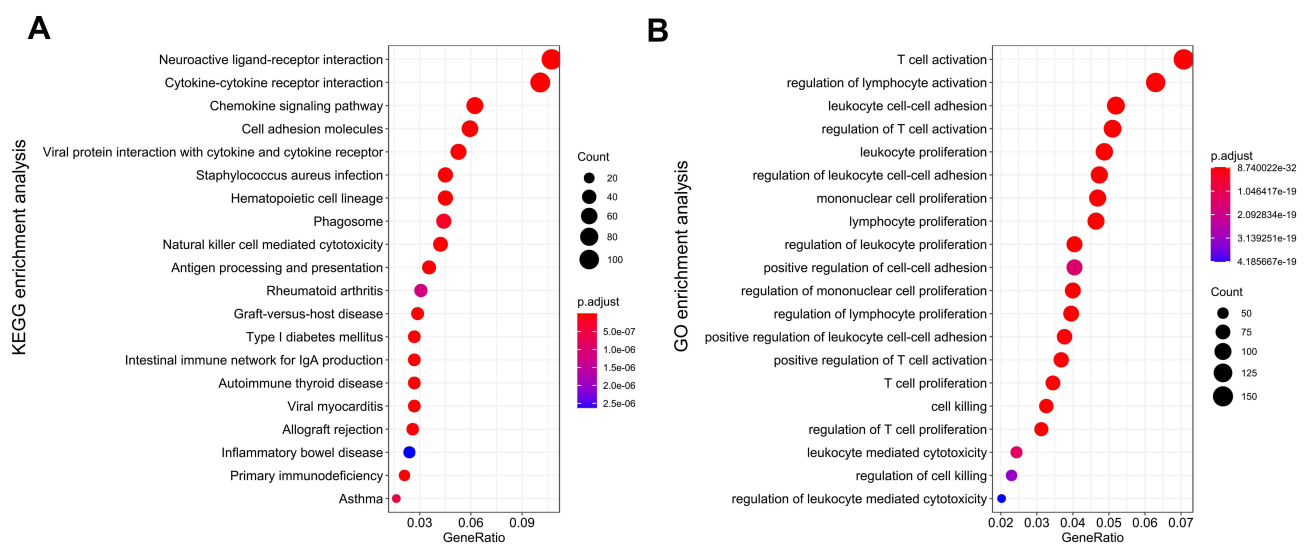 A
KEGG enrichment analysis
Neuroactive ligand-receptor interaction
Cytokine-cytokine receptor interaction
Chemokine signaling pathway
Cell adhesion molecules
Viral protein interaction with cytokine and cytokine receptor
Staphylococcus aureus infection
Hematopoietic cell lineage
Phagosome
Natural killer cell mediated cytotoxicity
Antigen processing and presentation
Rheumatoid arthritis
Graft-versus-host disease
Type I diabetes mellitus
Intestinal immune network for IgA production
Autoimmune thyroid disease
Viral myocarditis
Allograft rejection
Inflammatory bowel disease
Primary immunodeficiency
Asthma
0.03 0.06 0.09
GeneRatio
Count
20
40
60
80
100
p.adjust
5.0e-07
1.0e-06
1.5e-06
2.0e-06
2.5e-06
B
GO enrichment analysis
T cell activation
regulation of lymphocyte activation
leukocyte cell-cell adhesion
regulation of T cell activation
leukocyte proliferation
regulation of leukocyte cell-cell adhesion
mononuclear cell proliferation
lymphocyte proliferation
regulation of leukocyte proliferation
positive regulation of cell-cell adhesion
regulation of mononuclear cell proliferation
regulation of lymphocyte proliferation
positive regulation of leukocyte cell-cell adhesion
positive regulation of T cell activation
T cell proliferation
cell killing
regulation of T cell proliferation
leukocyte mediated cytotoxicity
regulation of cell killing
regulation of leukocyte mediated cytotoxicity
0.02 0.03 0.04 0.05 0.06 0.07
GeneRatio
p.adjust
8.740022e-32
1.046417e-19
2.092834e-19
3.139251e-19
4.185667e-19
Count
50
75
100
125
150